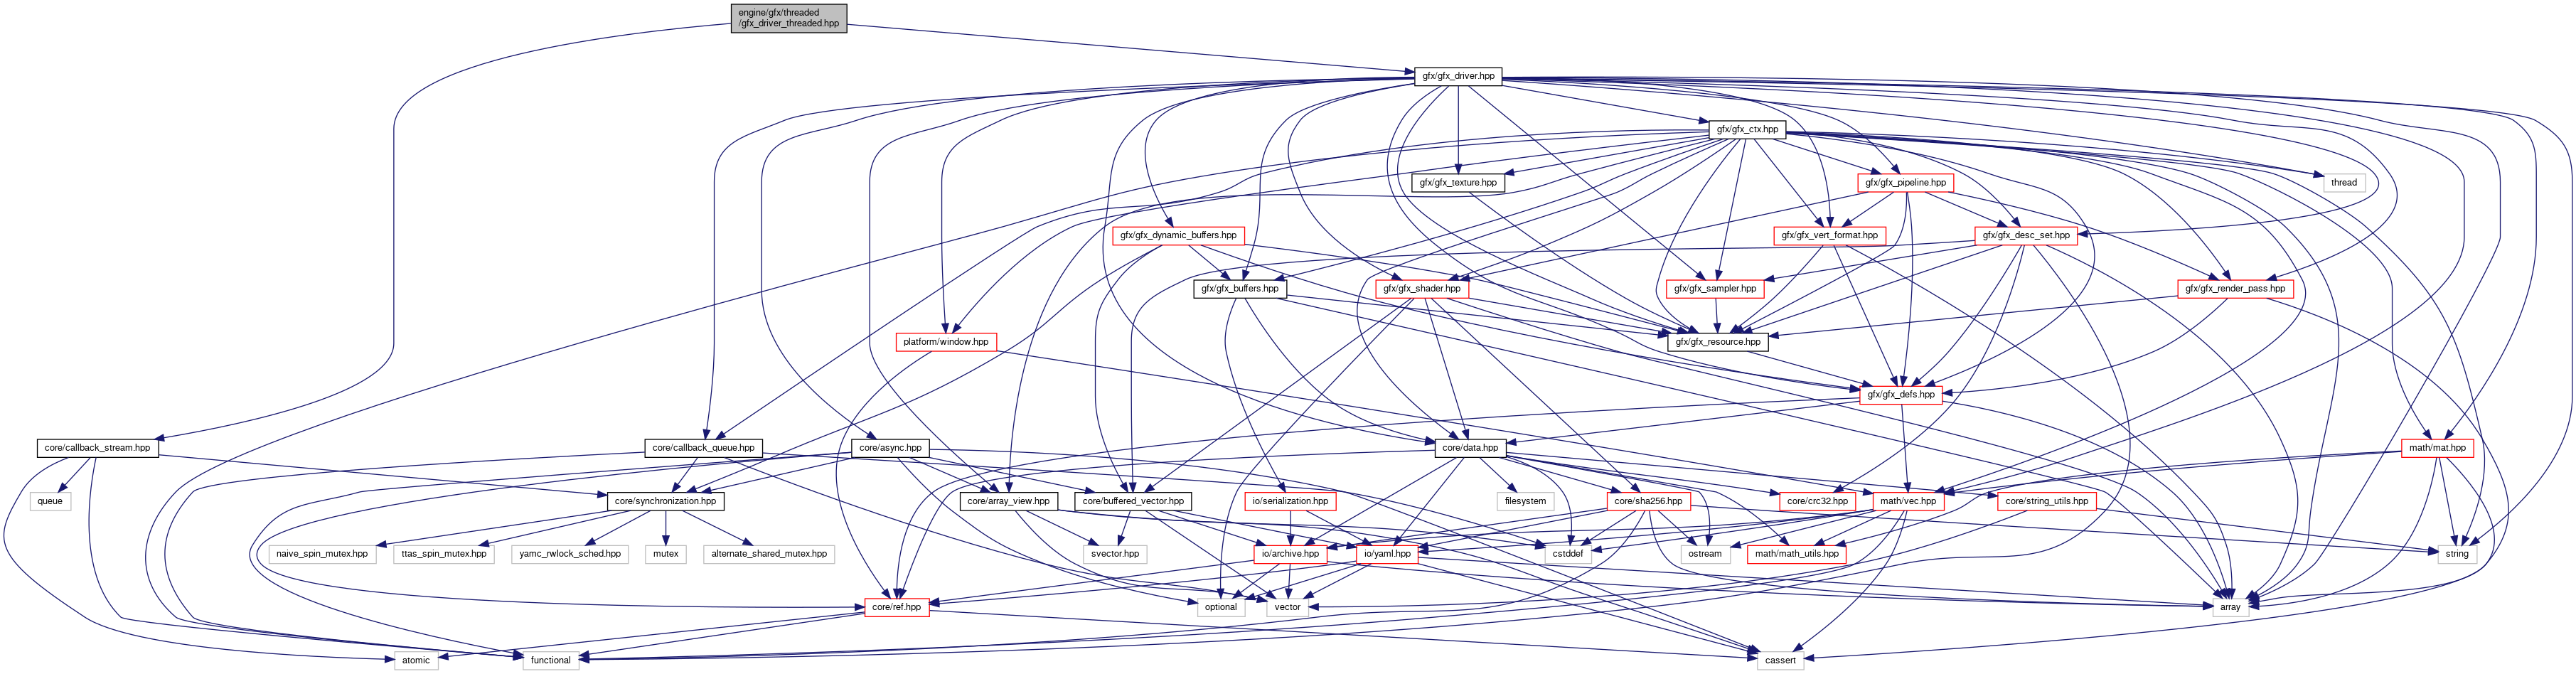 engine/gfx/threaded
/gfx_driver_threaded.hpp
gfx/gfx_driver.hpp
gfx/gfx_ctx.hpp
gfx/gfx_texture.hpp
gfx/gfx_pipeline.hpp
thread
gfx/gfx_dynamic_buffers.hpp
gfx/gfx_vert_format.hpp
gfx/gfx_desc_set.hpp
gfx/gfx_buffers.hpp
gfx/gfx_shader.hpp
gfx/gfx_sampler.hpp
gfx/gfx_render_pass.hpp
platform/window.hpp
gfx/gfx_resource.hpp
gfx/gfx_defs.hpp
core/callback_stream.hpp
core/callback_queue.hpp
core/async.hpp
core/data.hpp
math/mat.hpp
queue
core/synchronization.hpp
core/array_view.hpp
core/buffered_vector.hpp
io/serialization.hpp
filesystem
core/sha256.hpp
core/crc32.hpp
math/vec.hpp
core/string_utils.hpp
naive_spin_mutex.hpp
ttas_spin_mutex.hpp
yamc_rwlock_sched.hpp
mutex
alternate_shared_mutex.hpp
svector.hpp
io/archive.hpp
io/yaml.hpp
cstddef
ostream
math/math_utils.hpp
string
core/ref.hpp
optional
vector
array
atomic
functional
cassert